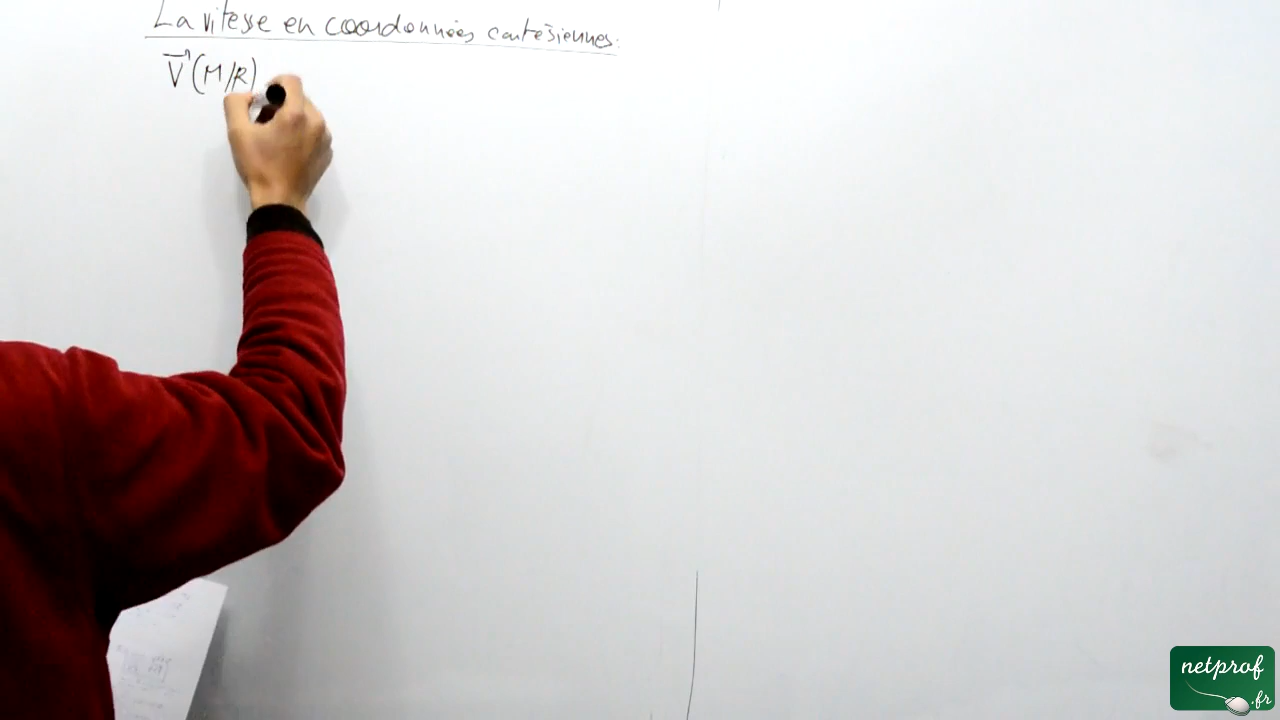 La vitesse en coordonnées cartésiennes.
V⃗ (M/R)
netprof
.fr